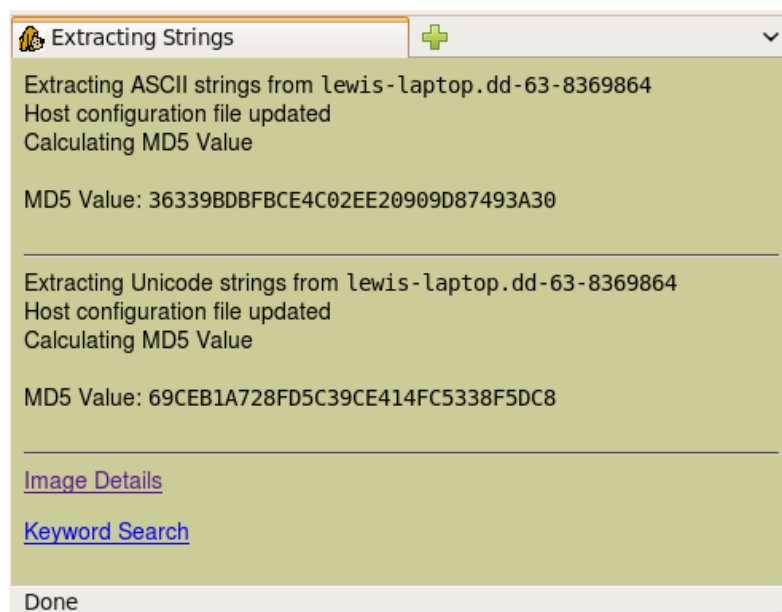 Extracting Strings
Extracting ASCII strings from lewis-laptop.dd-63-8369864
Host configuration file updated
Calculating MD5 Value
MD5 Value: 36339BDBFBCE4C02EE20909D87493A30
Extracting Unicode strings from lewis-laptop.dd-63-8369864
Host configuration file updated
Calculating MD5 Value
MD5 Value: 69CEB1A728FD5C39CE414FC5338F5DC8
Image Details
Keyword Search
Done